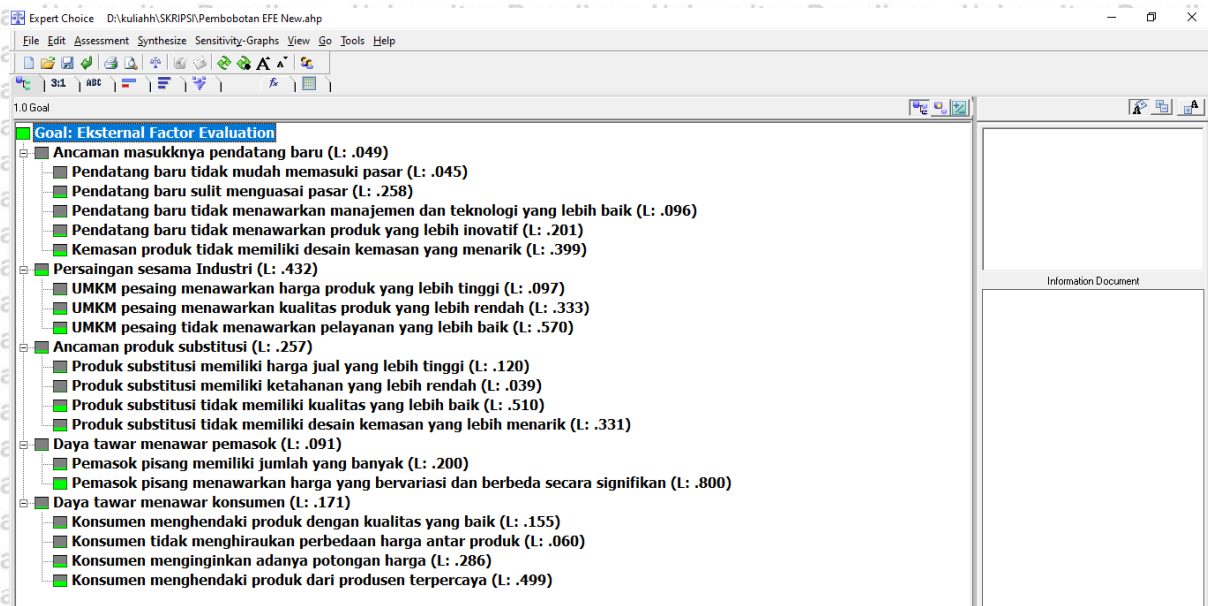 Expert Choice D:\kuliahh\SKRIPSI\Pembobotan EFE New.ahp
File Edit Assessment Synthesize Sensitivity-Graphs View Go Tools Help
3:1 ABC fx
1.0 Goal
Goal: Eksternal Factor Evaluation
Ancaman masukknya pendatang baru (L: .049)
Pendatang baru tidak mudah memasuki pasar (L: .045)
Pendatang baru sulit menguasai pasar (L: .258)
Pendatang baru tidak menawarkan manajemen dan teknologi yang lebih baik (L: .096)
Pendatang baru tidak menawarkan produk yang lebih inovatif (L: .201)
Kemasan produk tidak memiliki desain kemasan yang menarik (L: .399)
Persaingan sesama Industri (L: .432)
UMKM pesaing menawarkan harga produk yang lebih tinggi (L: .097)
UMKM pesaing menawarkan kualitas produk yang lebih rendah (L: .333)
UMKM pesaing tidak menawarkan pelayanan yang lebih baik (L: .570)
Ancaman produk substitusi (L: .257)
Produk substitusi memiliki harga jual yang lebih tinggi (L: .120)
Produk substitusi memiliki ketahanan yang lebih rendah (L: .039)
Produk substitusi tidak memiliki kualitas yang lebih baik (L: .510)
Produk substitusi tidak memiliki desain kemasan yang lebih menarik (L: .331)
Daya tawar menawar pemasok (L: .091)
Pemasok pisang memiliki jumlah yang banyak (L: .200)
Pemasok pisang menawarkan harga yang bervariasi dan berbeda secara signifikan (L: .800)
Daya tawar menawar konsumen (L: .171)
Konsumen menghendaki produk dengan kualitas yang baik (L: .155)
Konsumen tidak menghiraukan perbedaan harga antar produk (L: .060)
Konsumen menginginkan adanya potongan harga (L: .286)
Konsumen menghendaki produk dari produsen terpercaya (L: .499)
Information Document